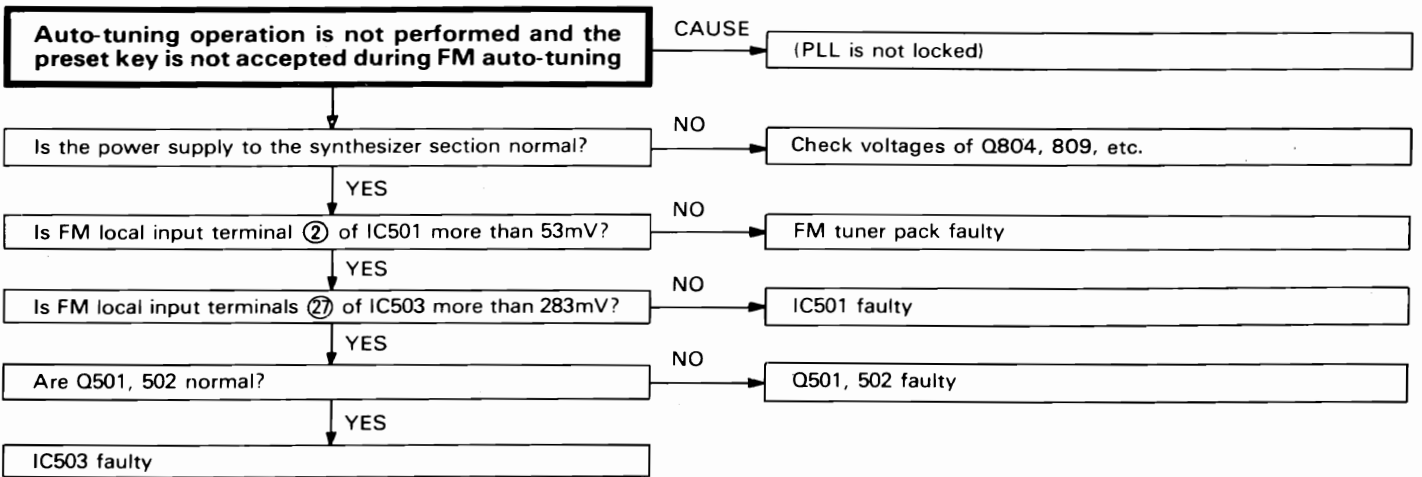 Auto-tuning operation is not performed and the
preset key is not accepted during FM auto-tuning
CAUSE
(PLL is not locked)
Is the power supply to the synthesizer section normal?
NO
Check voltages of Q804, 809, etc.
YES
Is FM local input terminal ② of IC501 more than 53mV?
NO
FM tuner pack faulty
YES
Is FM local input terminals ㉗ of IC503 more than 283mV?
NO
IC501 faulty
YES
Are Q501, 502 normal?
NO
Q501, 502 faulty
YES
IC503 faulty